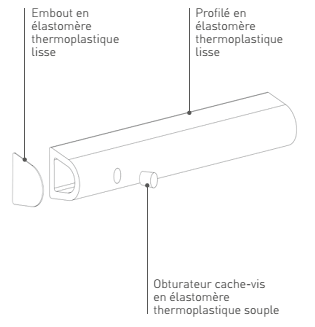 Embout en
élastomère
thermoplastique
lisse
Profilé en
élastomère
thermoplastique
lisse
Obturateur cache-vis
en élastomère
thermoplastique souple